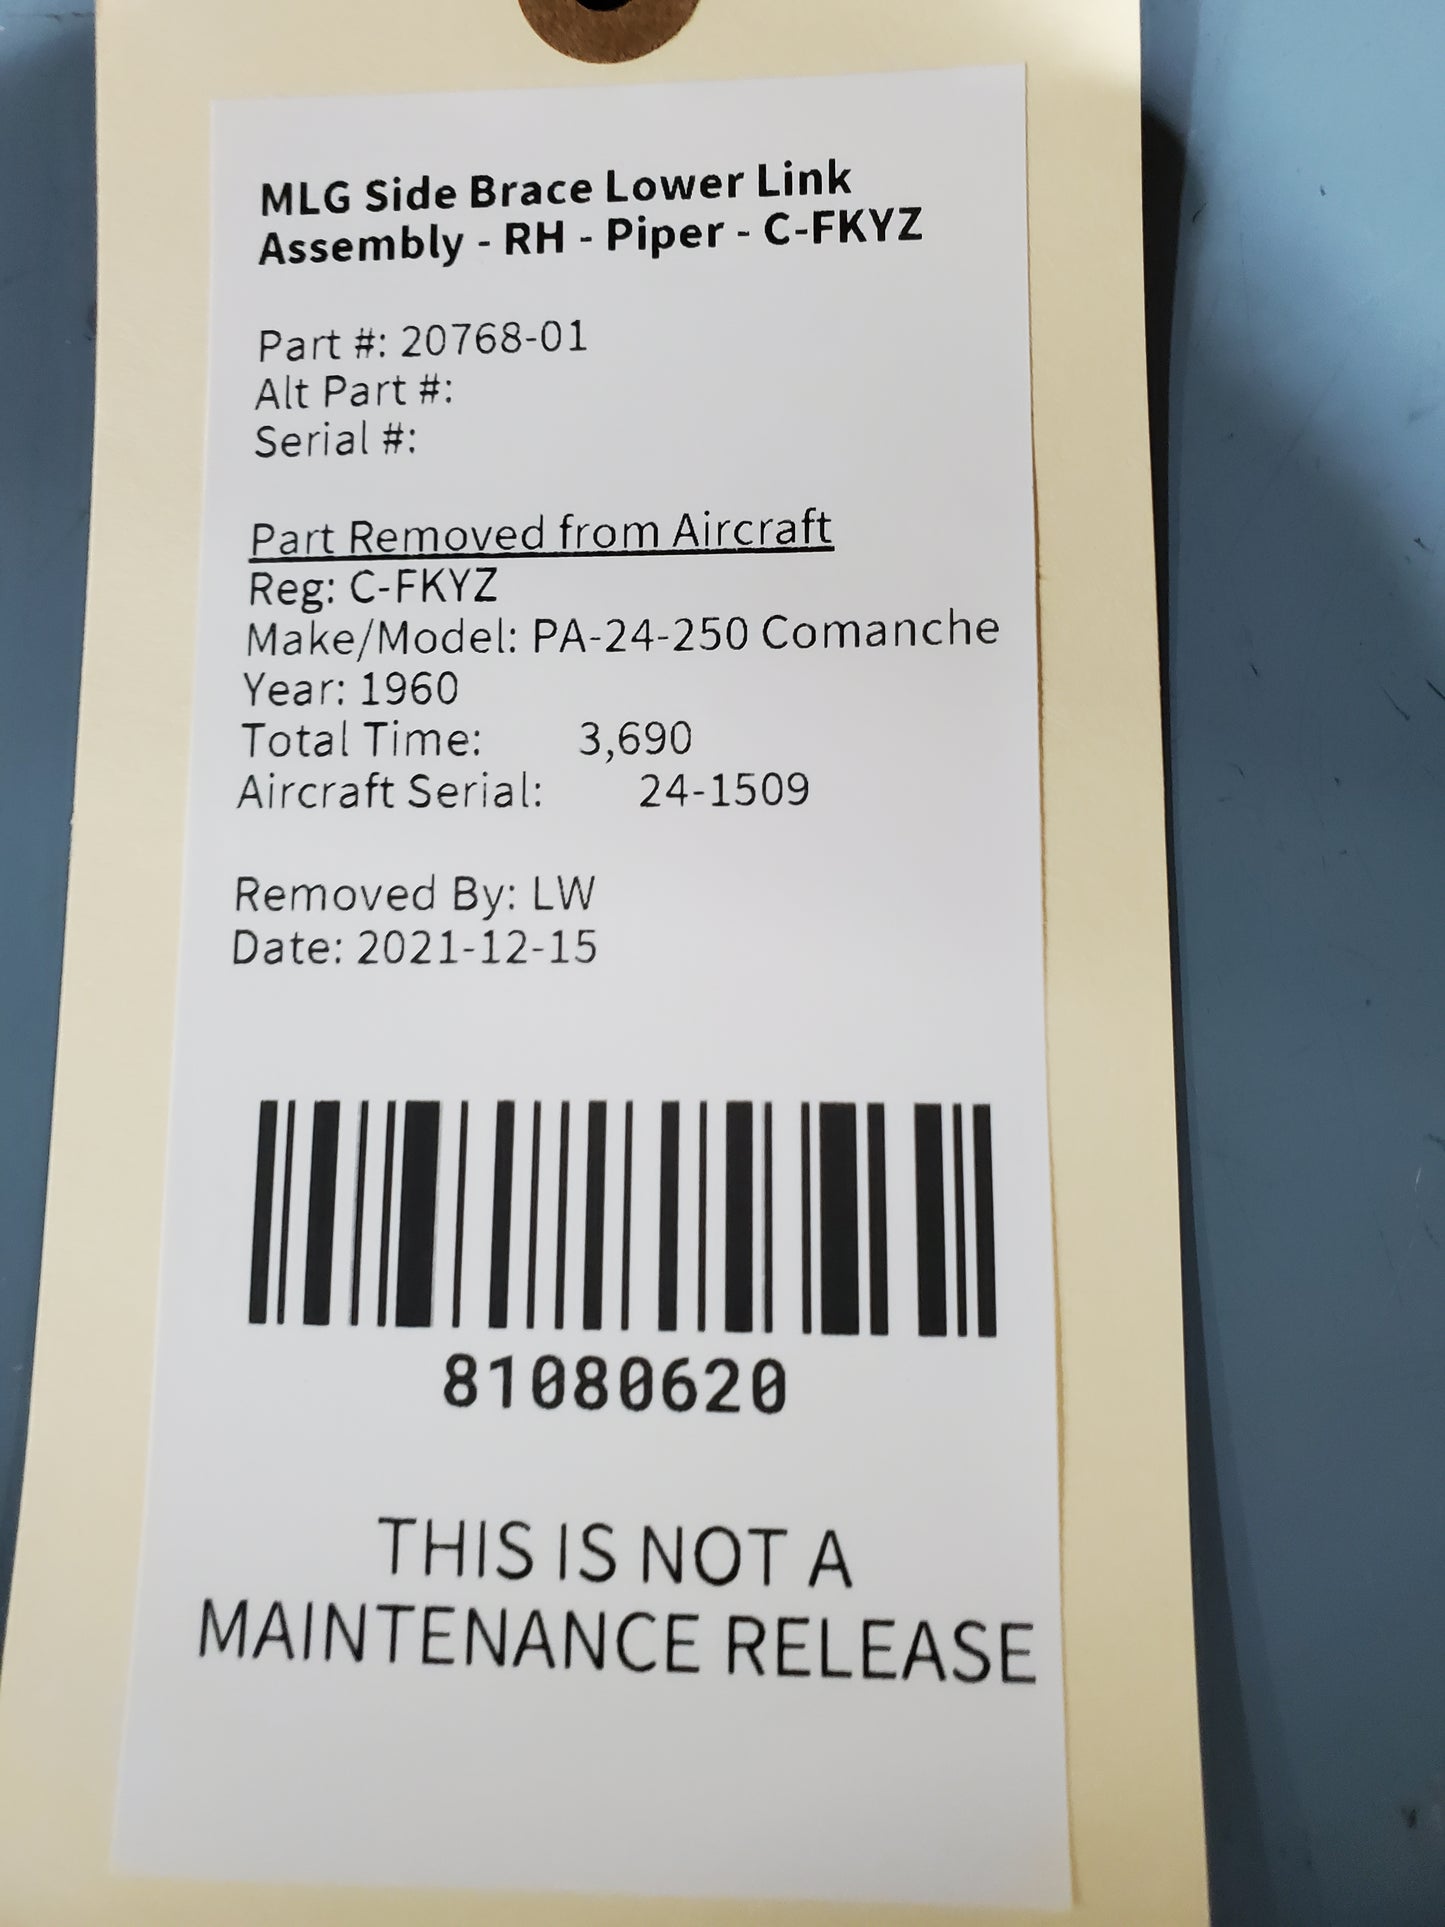 MLG Side Brace Lower Link
Assembly - RH - Piper - C-FKYZ
Part #: 20768-01
Alt Part #:
Serial #:
Part Removed from Aircraft
Reg: C-FKYZ
Make/Model: PA-24-250 Comanche
Year: 1960
Total Time: 3,690
Aircraft Serial: 24-1509
Removed By: LW
Date: 2021-12-15
81080620
THIS IS NOT A
MAINTENANCE RELEASE